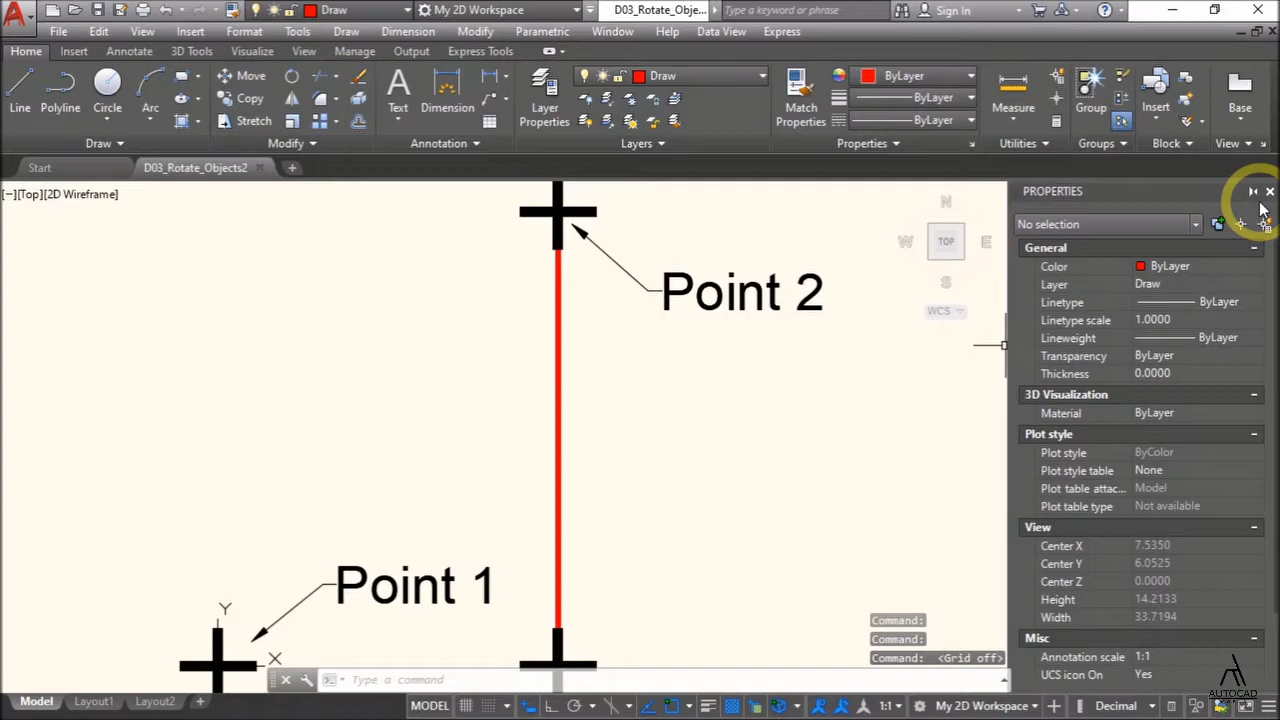 Draw
My 2D Workspace
D03_Rotate_Obje...
Type a keyword or phrase
Sign In
File Edit View Insert Format Tools Draw Dimension Modify Parametric Window Help Data View Express
Home Insert Annotate 3D Tools Visualize View Manage Output Express Tools
Move
Copy
Stretch
Line Polyline Circle Arc
Text Dimension
Layer Properties
Draw
Match Properties
ByLayer
ByLayer
ByLayer
Measure
Group
Insert
Base
Draw Modify Annotation Layers Properties Utilities Groups Block View
Start D03_Rotate_Objects2
[−][Top][2D Wireframe]
N
W TOP E
S
WCS
Point 2
Point 1
Y
X
PROPERTIES
No selection
General
Color ByLayer
Layer Draw
Linetype ByLayer
Linetype scale 1.0000
Lineweight ByLayer
Transparency ByLayer
Thickness 0.0000
3D Visualization
Material ByLayer
Plot style
Plot style ByColor
Plot style table None
Plot table attac... Model
Plot table type Not available
View
Center X 7.5350
Center Y 6.0525
Center Z 0.0000
Height 14.2133
Width 33.7194
Misc
Annotation scale 1:1
UCS icon On Yes
Command:
Command:
Command: <Grid off>
Type a command
Model Layout1 Layout2
MODEL 1:1 My 2D Workspace Decimal
AUTOCAD